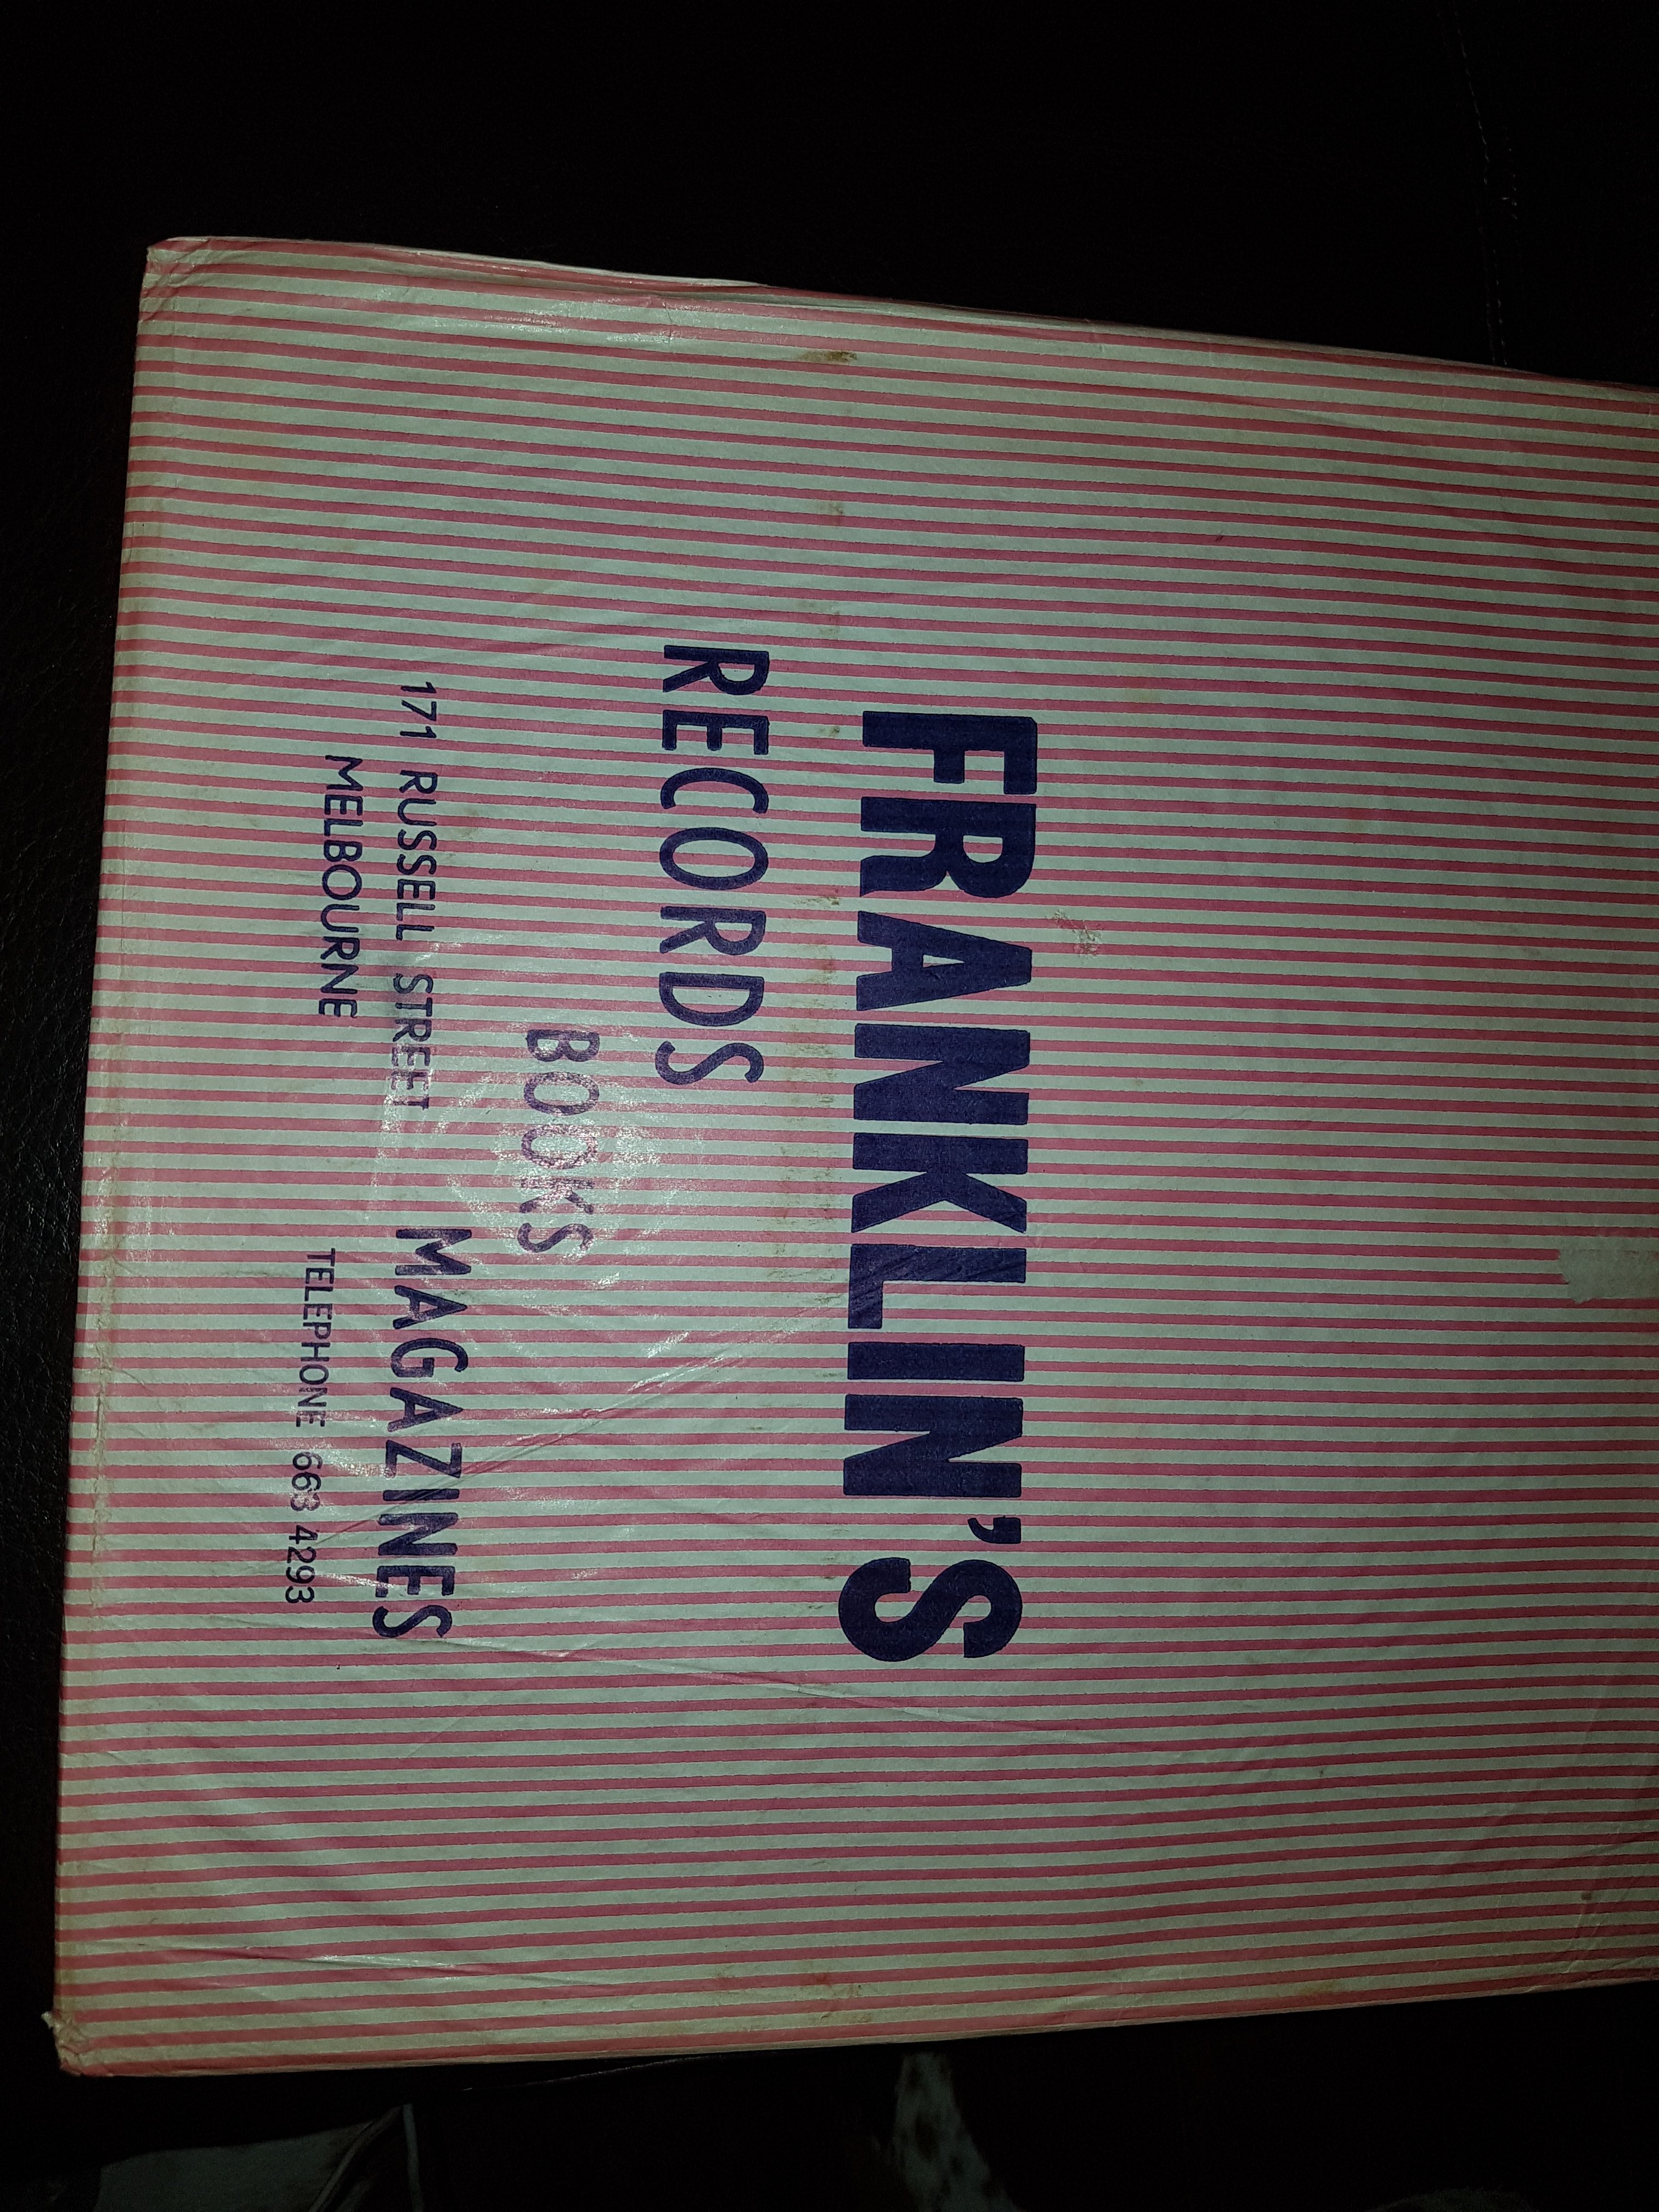 FRANKLIN'S
RECORDS
BOOKS
MAGAZINES
171 RUSSELL STREET
MELBOURNE
TELEPHONE 663 4293